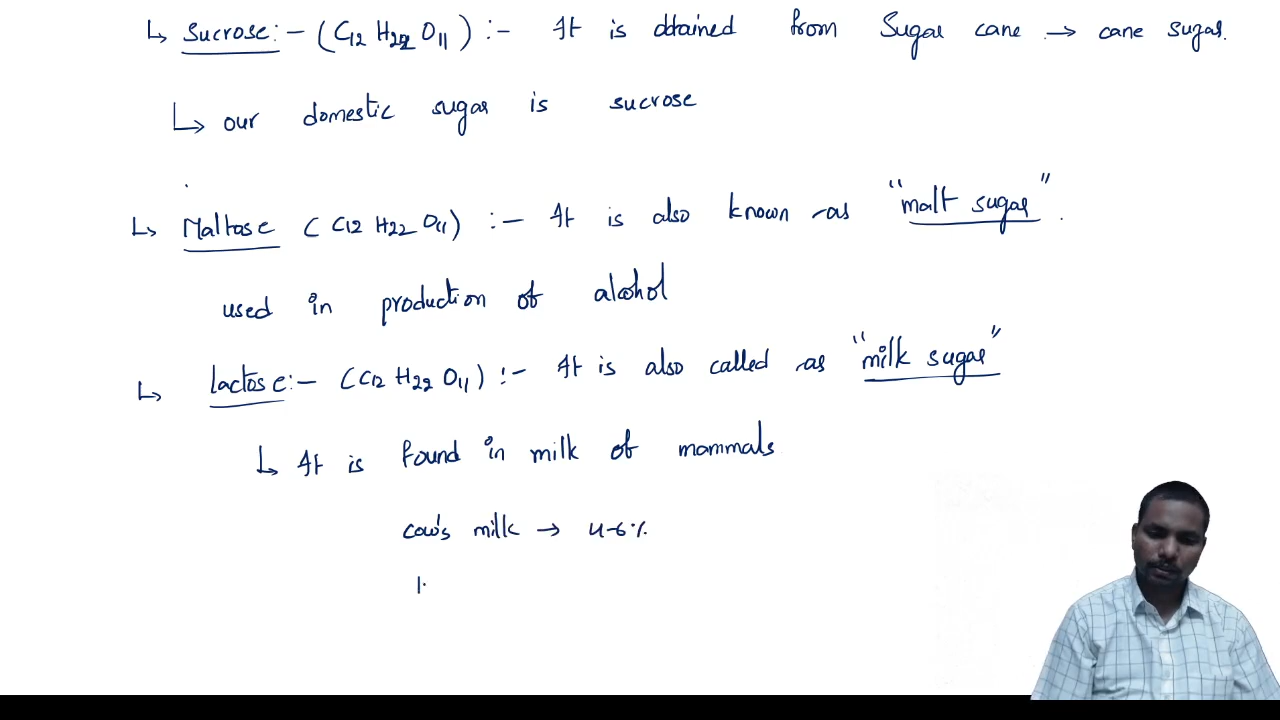 ↳ Sucrose:- (C12 H22 O11) :- It is obtained from Sugar cane → cane sugar.
↳ our domestic sugar is sucrose
↳ Maltose (C12 H22 O11) :- It is also known as "malt sugar".
used in production of alcohol
↳ lactose:- (C12 H22 O11) :- It is also called as "milk sugar"
↳ It is found in milk of mammals
cow's milk → 4-6%